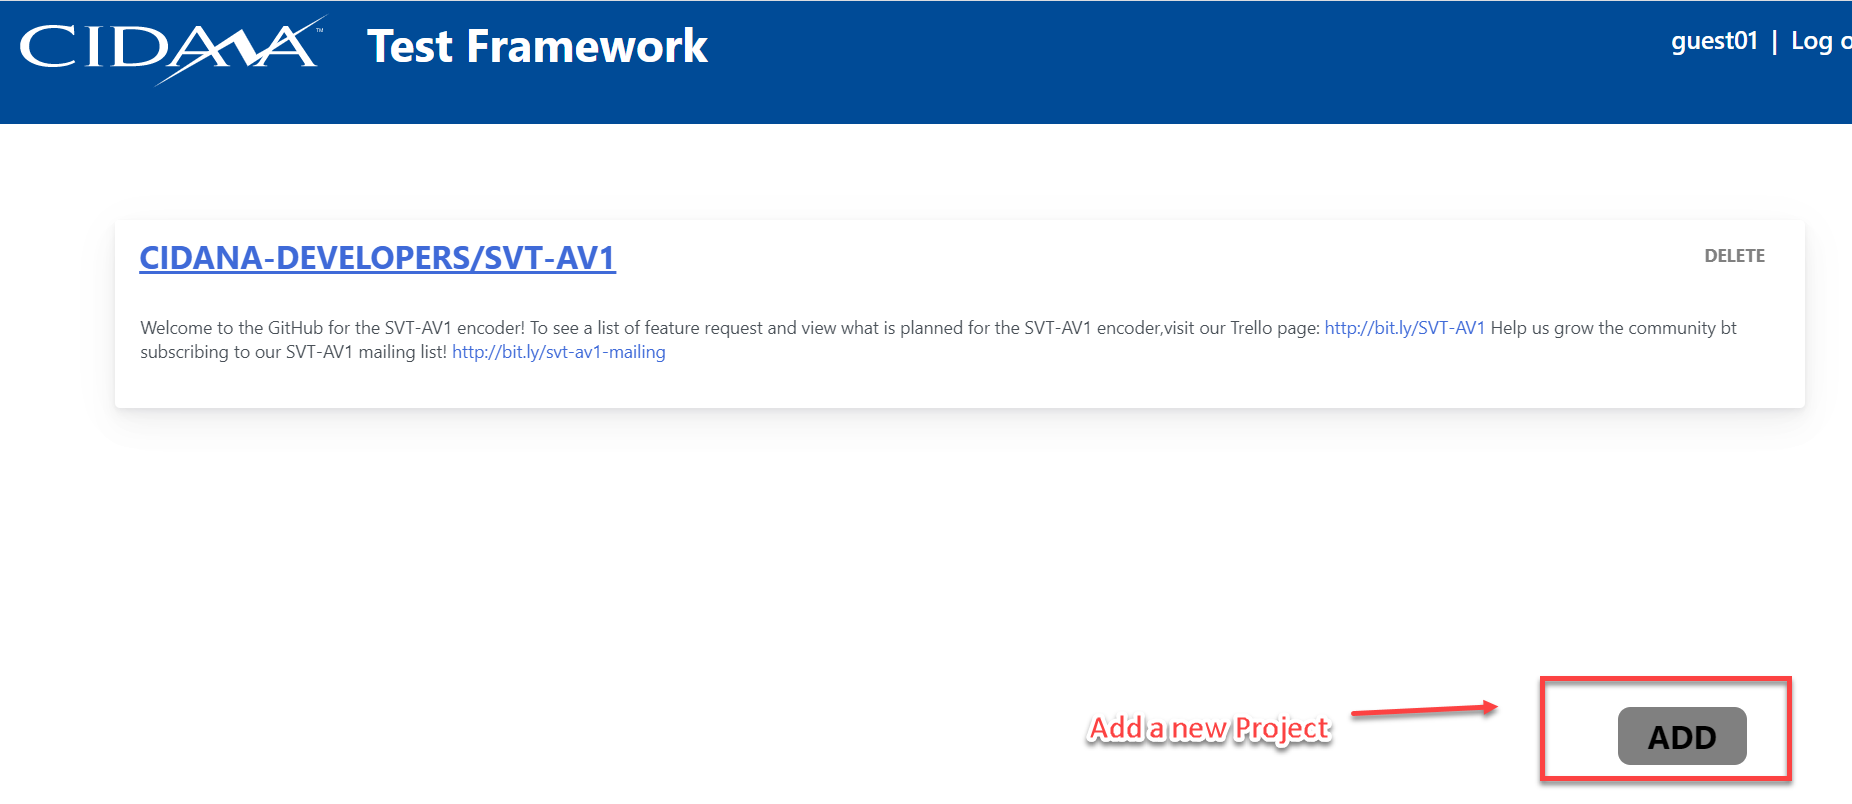 CIDANA™ Test Framework
guest01 | Log o
CIDANA-DEVELOPERS/SVT-AV1
DELETE
Welcome to the GitHub for the SVT-AV1 encoder! To see a list of feature request and view what is planned for the SVT-AV1 encoder,visit our Trello page: http://bit.ly/SVT-AV1 Help us grow the community bt
subscribing to our SVT-AV1 mailing list! http://bit.ly/svt-av1-mailing
Add a new Project
ADD